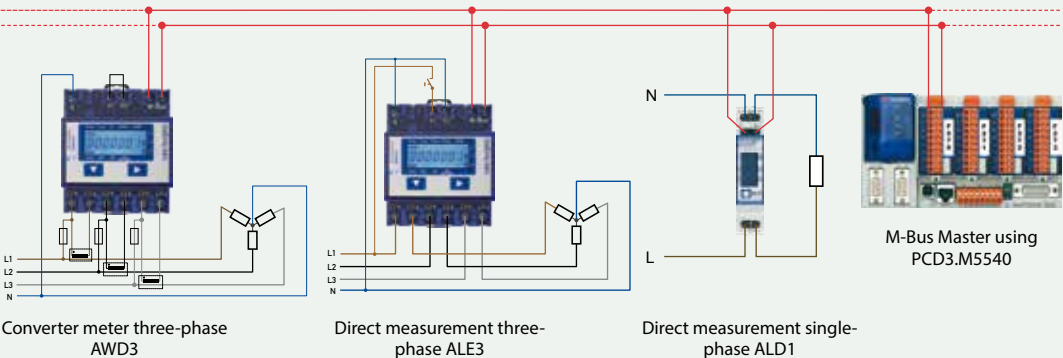 N
L
L1
L2
L3
N
L1
L2
L3
N
M-Bus Master using
PCD3.M5540
Converter meter three-phase
AWD3
Direct measurement three-
phase ALE3
Direct measurement single-
phase ALD1